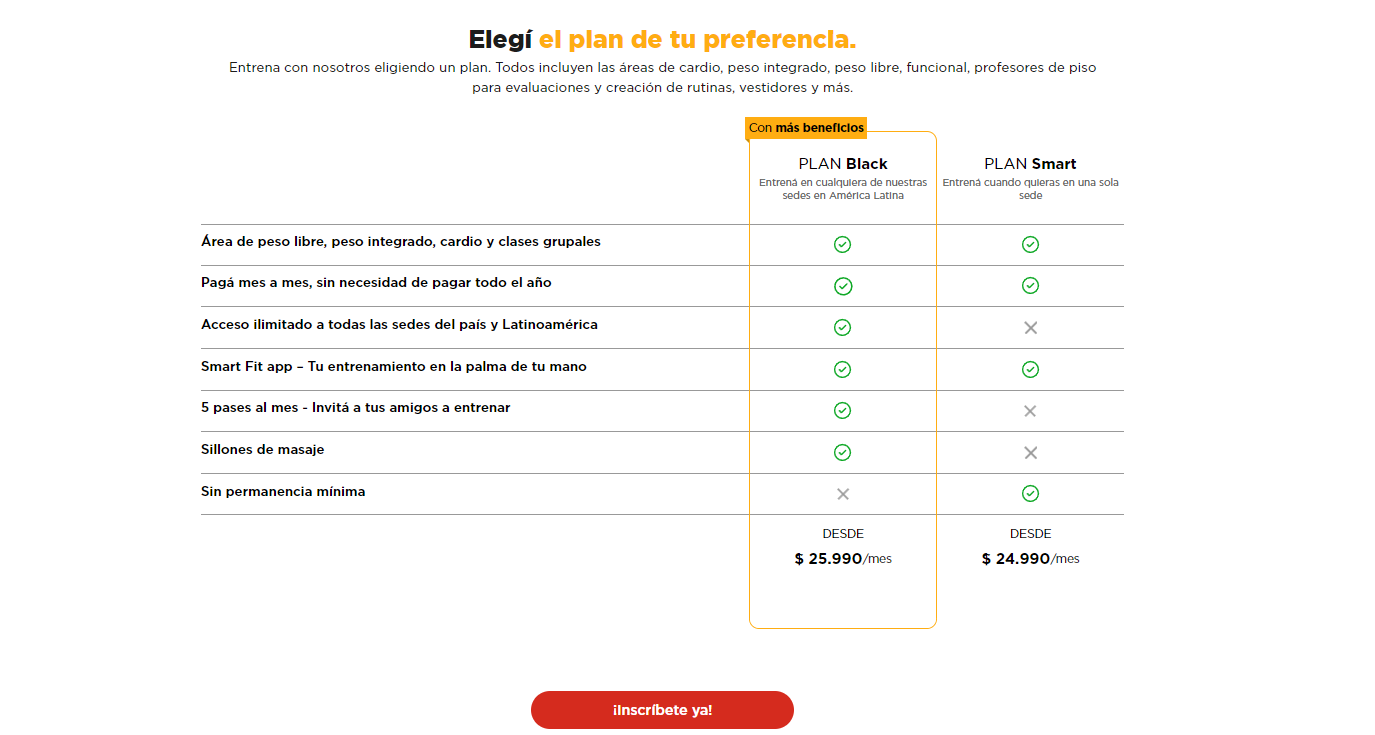 Elegí el plan de tu preferencia.
Entrena con nosotros eligiendo un plan. Todos incluyen las áreas de cardio, peso integrado, peso libre, funcional, profesores de piso
para evaluaciones y creación de rutinas, vestidores y más.
Con más beneficios
PLAN Black
Entrená en cualquiera de nuestras
sedes en América Latina
PLAN Smart
Entrená cuando quieras en una sola
sede
Área de peso libre, peso integrado, cardio y clases grupales
Pagá mes a mes, sin necesidad de pagar todo el año
Acceso ilimitado a todas las sedes del país y Latinoamérica
Smart Fit app – Tu entrenamiento en la palma de tu mano
5 pases al mes - Invitá a tus amigos a entrenar
Sillones de masaje
Sin permanencia mínima
DESDE
$ 25.990/mes
DESDE
$ 24.990/mes
¡Inscríbete ya!